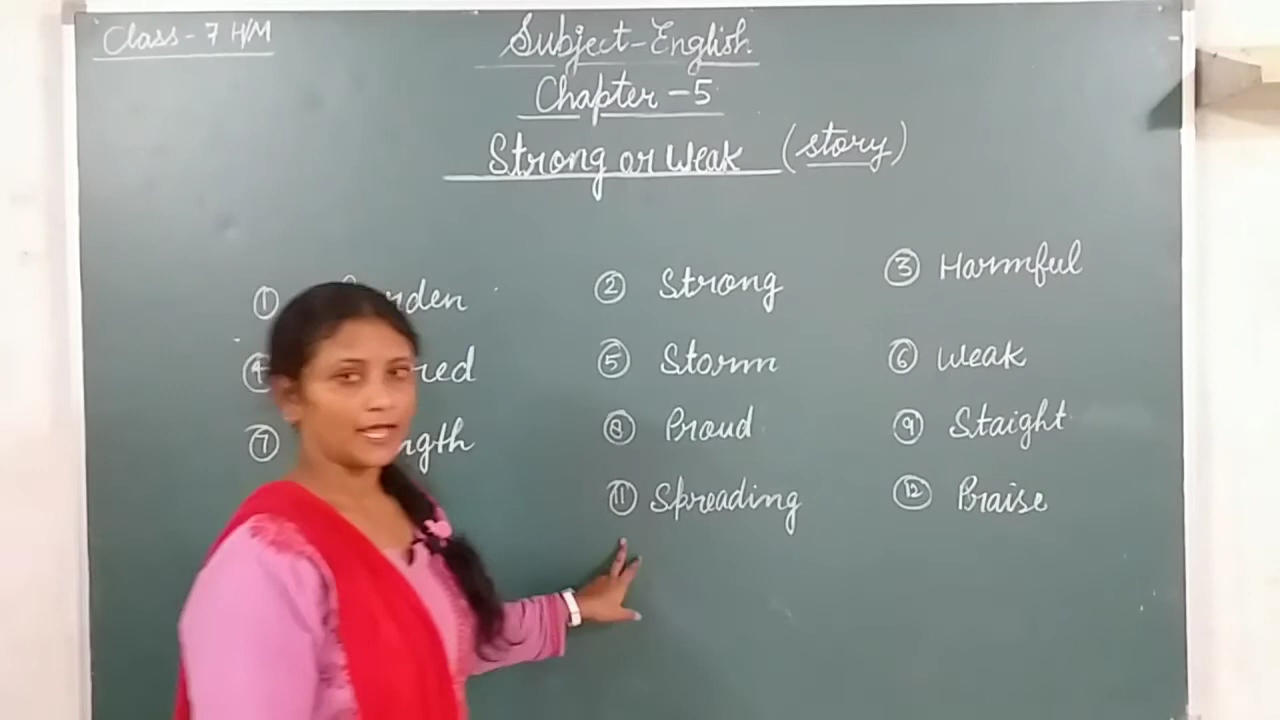 Class - 7 H/M
Subject - English
Chapter - 5
Strong or Weak (story)
① ② Strong ③ Harmful
⑤ Storm ⑥ Weak
⑦ ⑧ Proud ⑨ Staight
⑪ Spreading ⑫ Praise